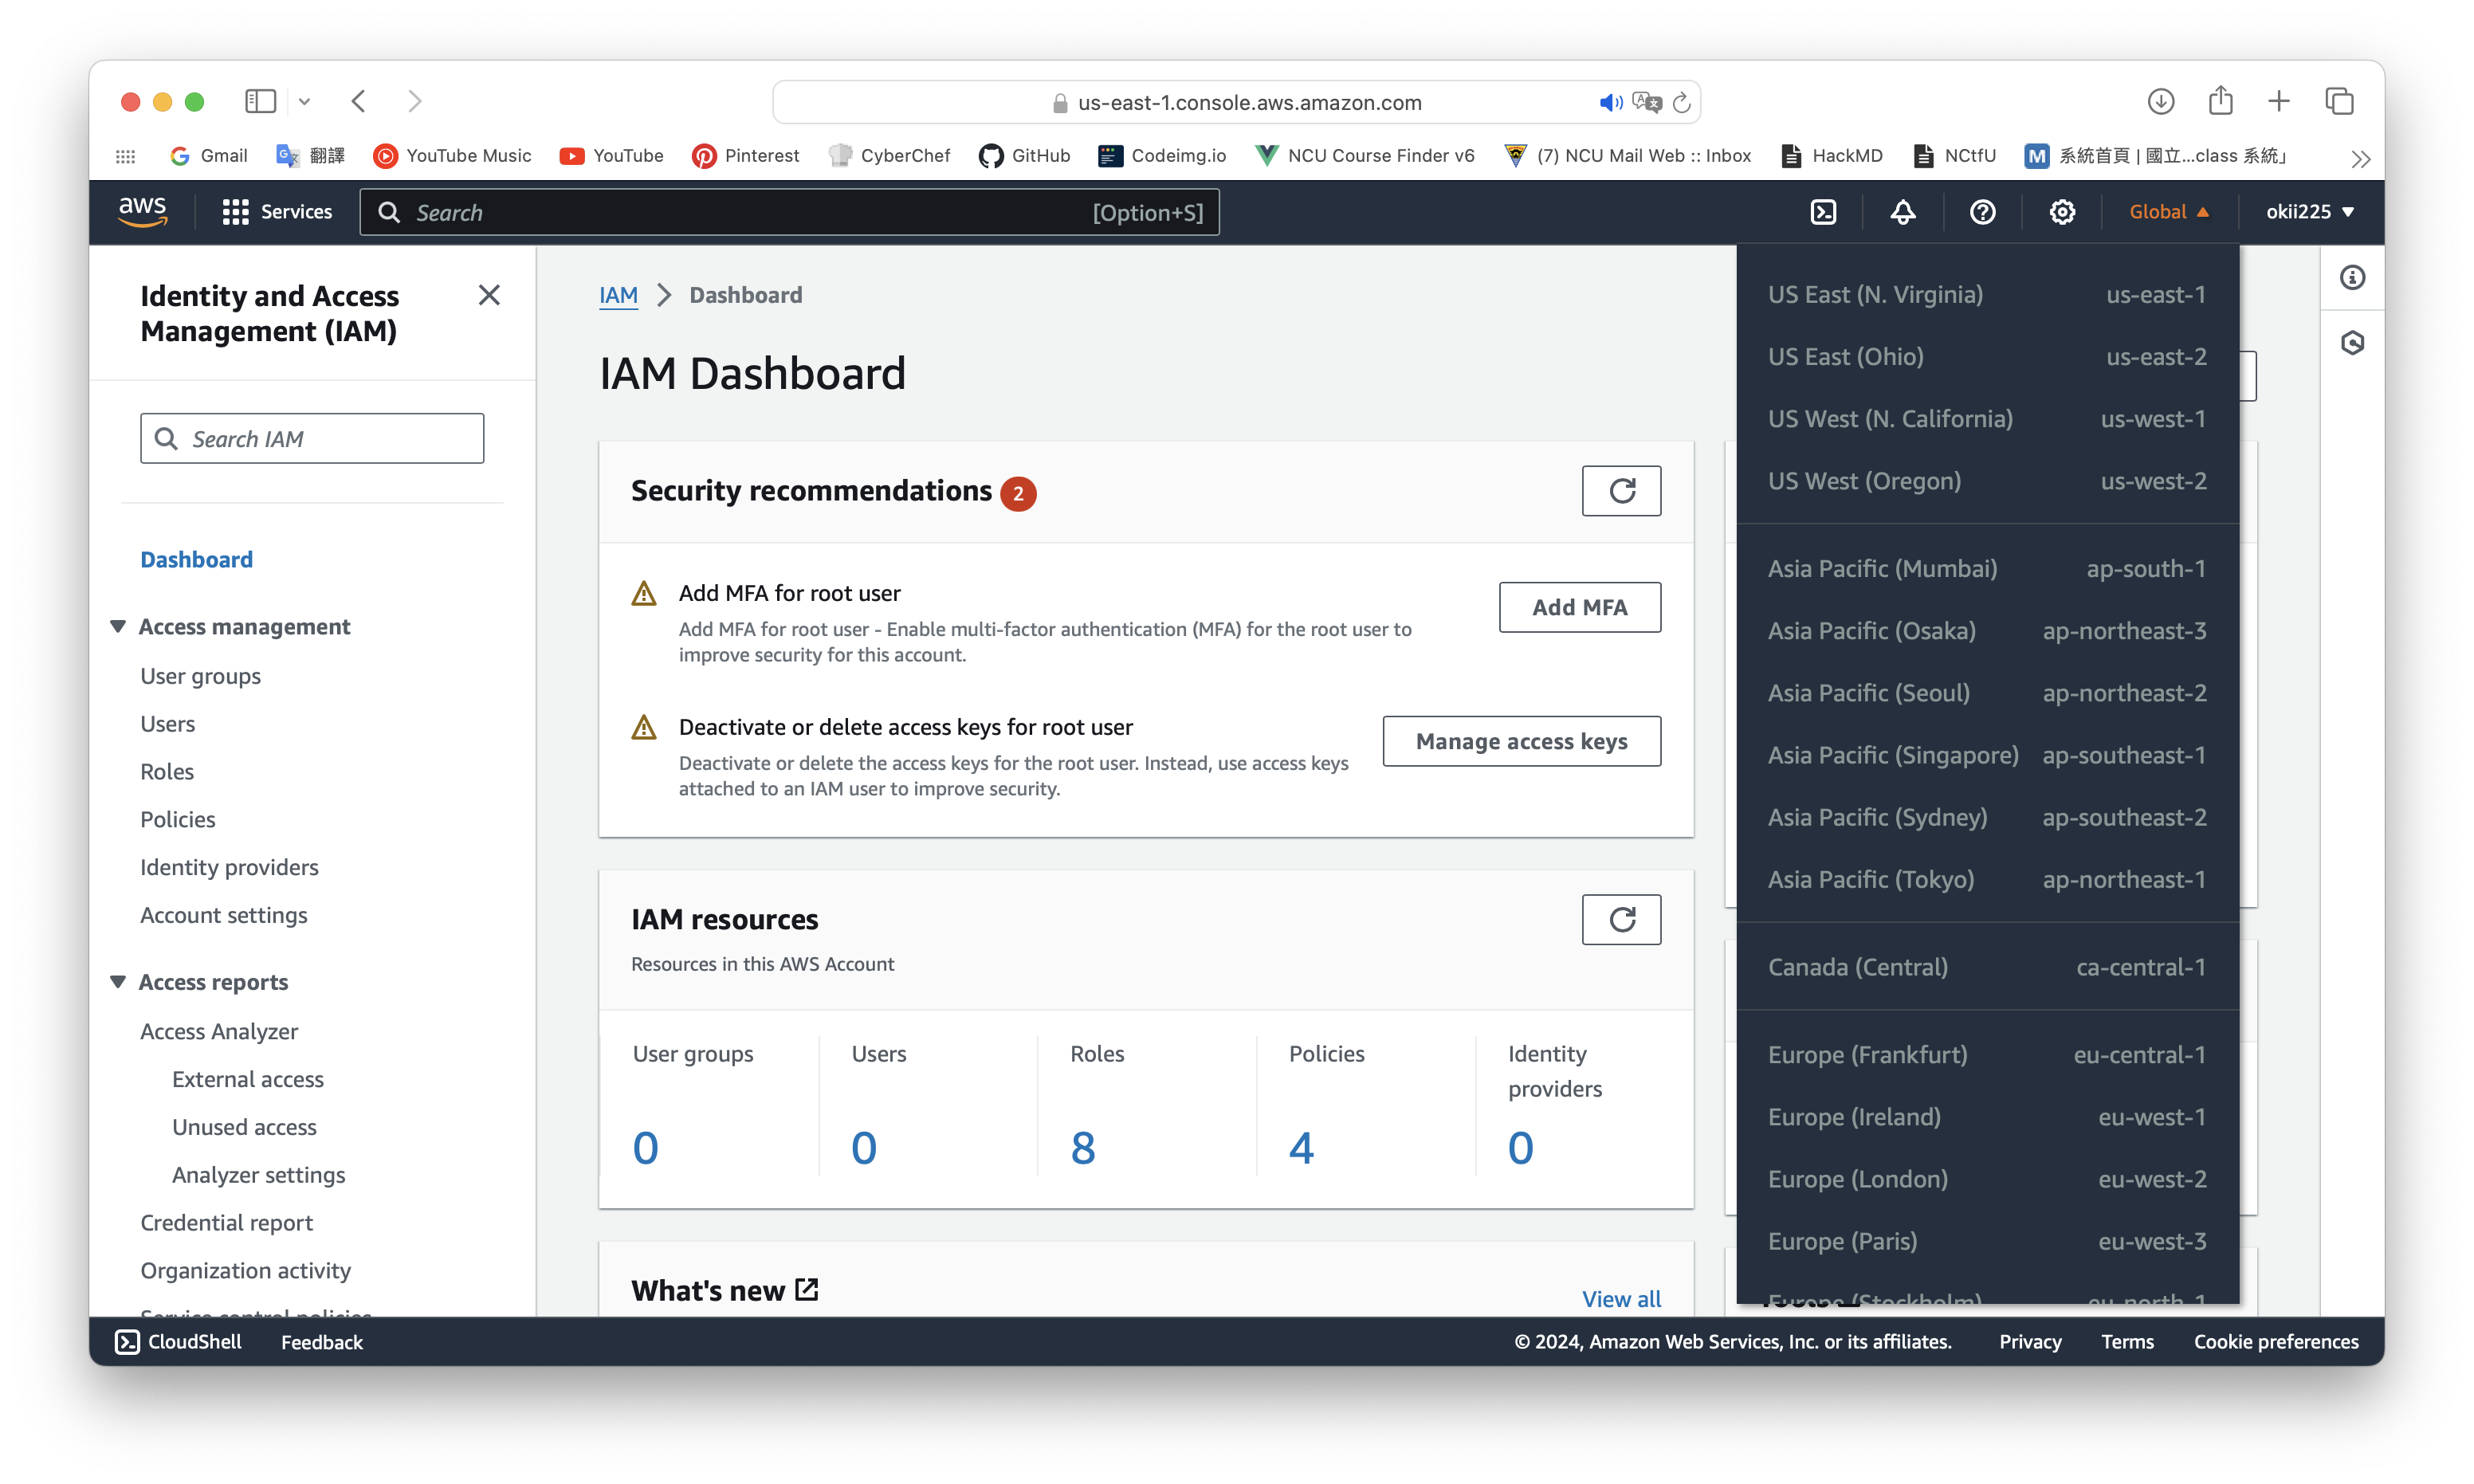 us-east-1.console.aws.amazon.com
Gmail
翻譯
YouTube Music
YouTube
Pinterest
CyberChef
GitHub
Codeimg.io
NCU Course Finder v6
(7) NCU Mail Web :: Inbox
HackMD
NCtfU
M 系統首頁 | 國立...class 系統」
aws
Services
Search
[Option+S]
Global
okii225
Identity and Access
Management (IAM)
Search IAM
Dashboard
Access management
User groups
Users
Roles
Policies
Identity providers
Account settings
Access reports
Access Analyzer
External access
Unused access
Analyzer settings
Credential report
Organization activity
Service control policies
IAM
Dashboard
IAM Dashboard
Security recommendations 2
Add MFA for root user
Add MFA for root user - Enable multi-factor authentication (MFA) for the root user to
improve security for this account.
Add MFA
Deactivate or delete access keys for root user
Deactivate or delete the access keys for the root user. Instead, use access keys
attached to an IAM user to improve security.
Manage access keys
IAM resources
Resources in this AWS Account
User groups
0
Users
0
Roles
8
Policies
4
Identity
providers
0
What's new
View all
US East (N. Virginia) us-east-1
US East (Ohio) us-east-2
US West (N. California) us-west-1
US West (Oregon) us-west-2
Asia Pacific (Mumbai) ap-south-1
Asia Pacific (Osaka) ap-northeast-3
Asia Pacific (Seoul) ap-northeast-2
Asia Pacific (Singapore) ap-southeast-1
Asia Pacific (Sydney) ap-southeast-2
Asia Pacific (Tokyo) ap-northeast-1
Canada (Central) ca-central-1
Europe (Frankfurt) eu-central-1
Europe (Ireland) eu-west-1
Europe (London) eu-west-2
Europe (Paris) eu-west-3
Europe (Stockholm) eu-north-1
CloudShell
Feedback
© 2024, Amazon Web Services, Inc. or its affiliates.
Privacy
Terms
Cookie preferences